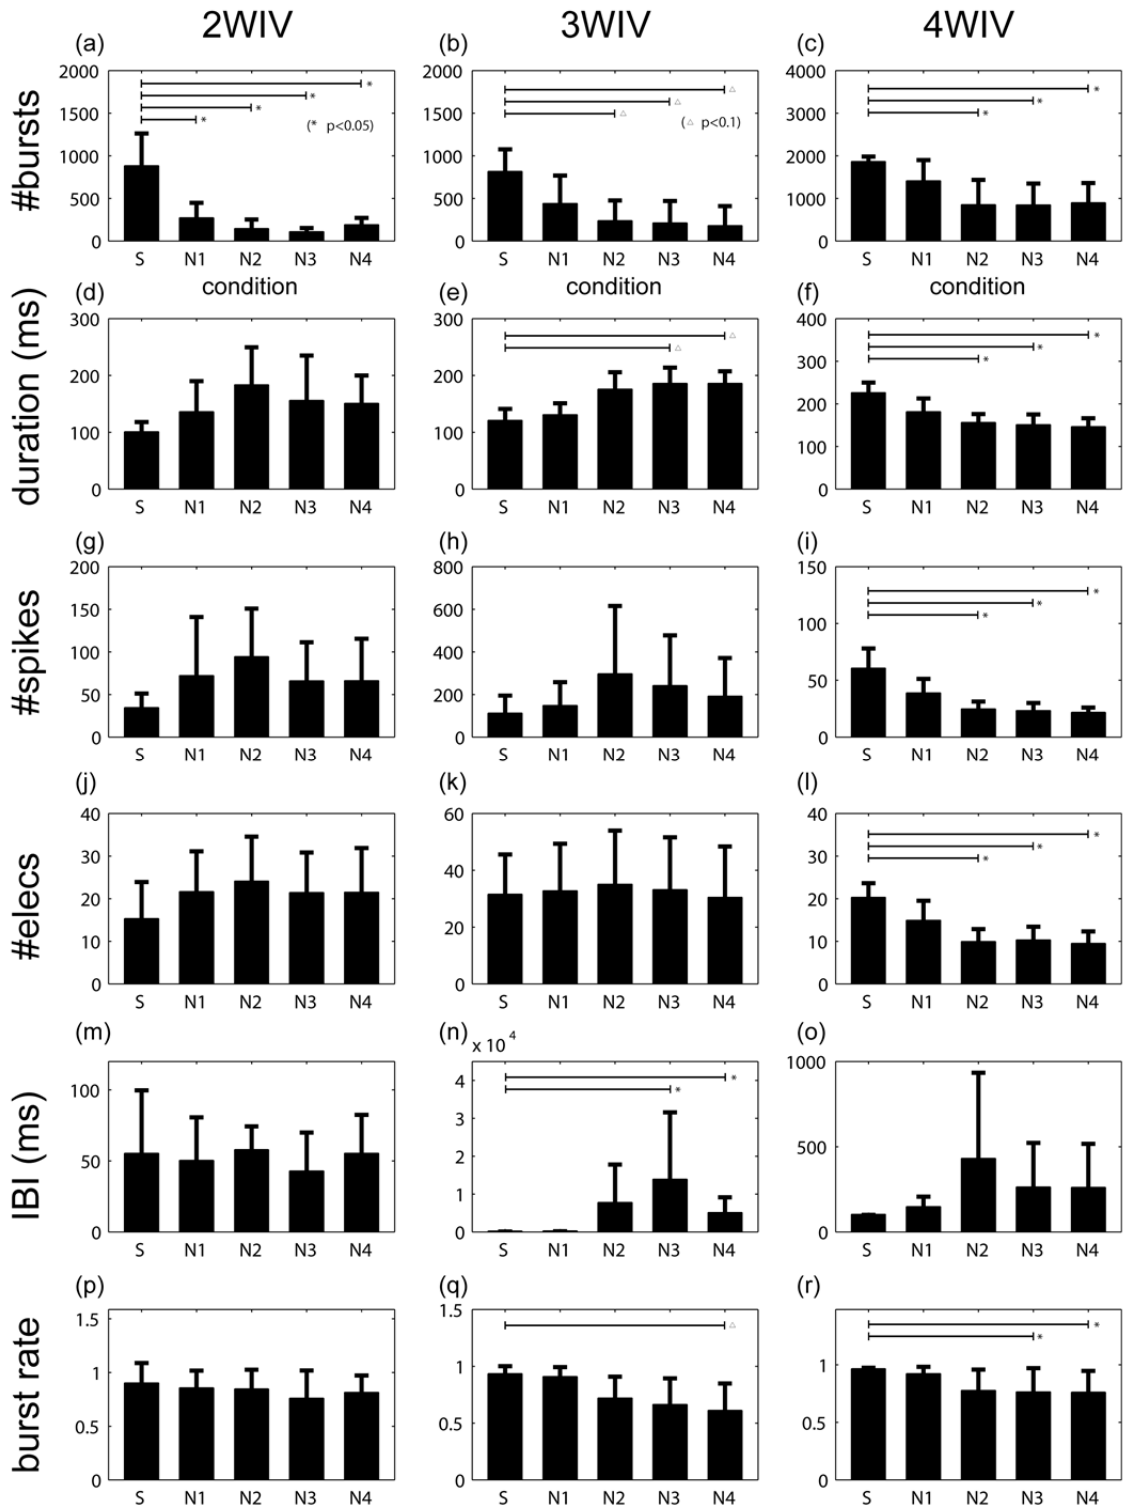 2WIV 3WIV 4WIV
(a) (b) (c)
#bursts
2000 1500 1000 500 0
* * * *
(* p<0.05)
S N1 N2 N3 N4
condition
2000 1500 1000 500 0
△ △ △
(△ p<0.1)
S N1 N2 N3 N4
condition
4000 3000 2000 1000 0
* * *
S N1 N2 N3 N4
condition
(d) (e) (f)
duration (ms)
300 200 100 0
S N1 N2 N3 N4
300 200 100 0
△ △
S N1 N2 N3 N4
400 300 200 100 0
* * *
S N1 N2 N3 N4
(g) (h) (i)
#spikes
200 150 100 50 0
S N1 N2 N3 N4
800 600 400 200 0
S N1 N2 N3 N4
150 100 50 0
* * *
S N1 N2 N3 N4
(j) (k) (l)
#elecs
40 30 20 10 0
S N1 N2 N3 N4
60 40 20 0
S N1 N2 N3 N4
40 30 20 10 0
* * *
S N1 N2 N3 N4
(m) (n) (o)
IBI (ms)
100 50 0
S N1 N2 N3 N4
x 10 4
4 3 2 1 0
* *
S N1 N2 N3 N4
1000 500 0
S N1 N2 N3 N4
(p) (q) (r)
burst rate
1.5 1 0.5 0
S N1 N2 N3 N4
1.5 1 0.5 0
△
S N1 N2 N3 N4
1 0.5 0
* *
S N1 N2 N3 N4